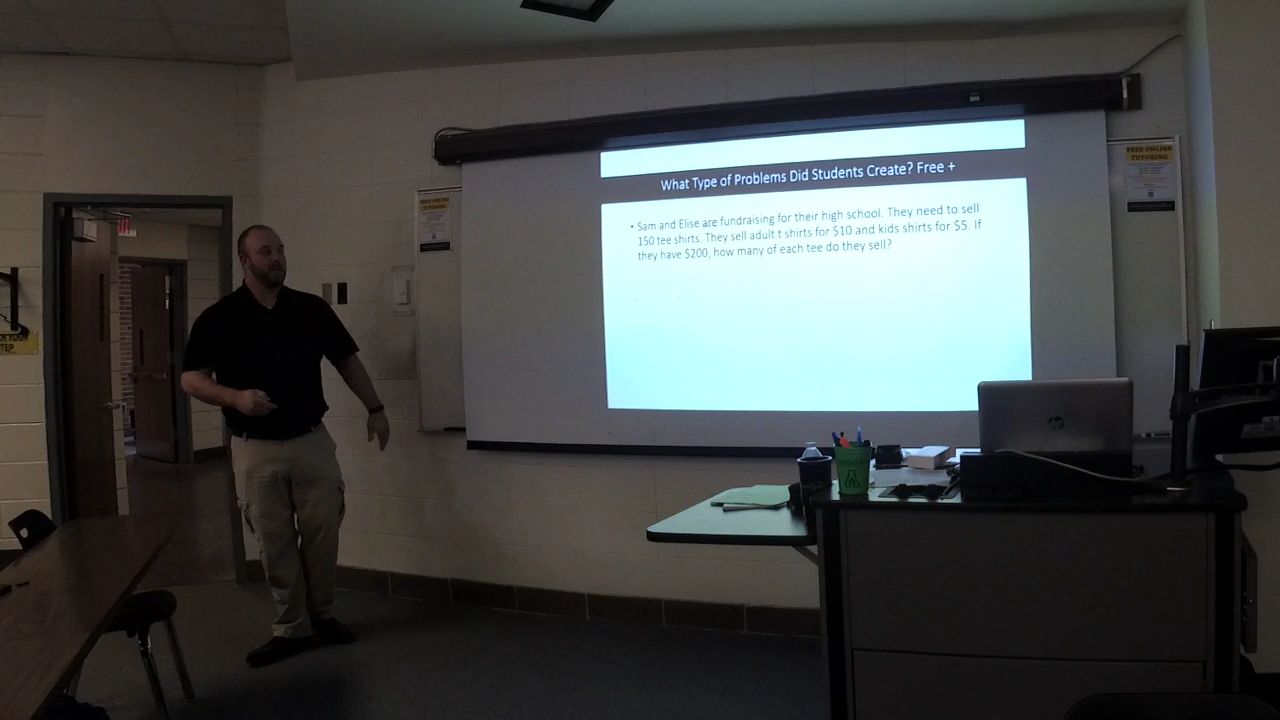 What Type of Problems Did Students Create? Free +
• Sam and Elise are fundraising for their high school. They need to sell
150 tee shirts. They sell adult t shirts for $10 and kids shirts for $5. If
they have $200, how many of each tee do they sell?
FREE ONLINE
TUTORING
hp